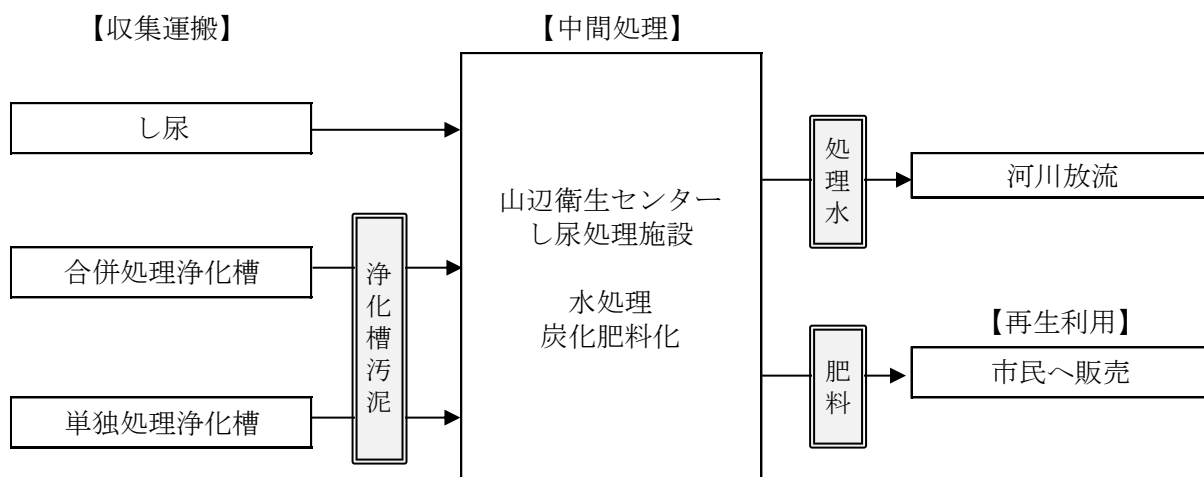 【収集運搬】
【中間処理】
し尿
合併処理浄化槽
単独処理浄化槽
浄化槽汚泥
山辺衛生センター
し尿処理施設
水処理
炭化肥料化
処理水
河川放流
【再生利用】
肥料
市民へ販売